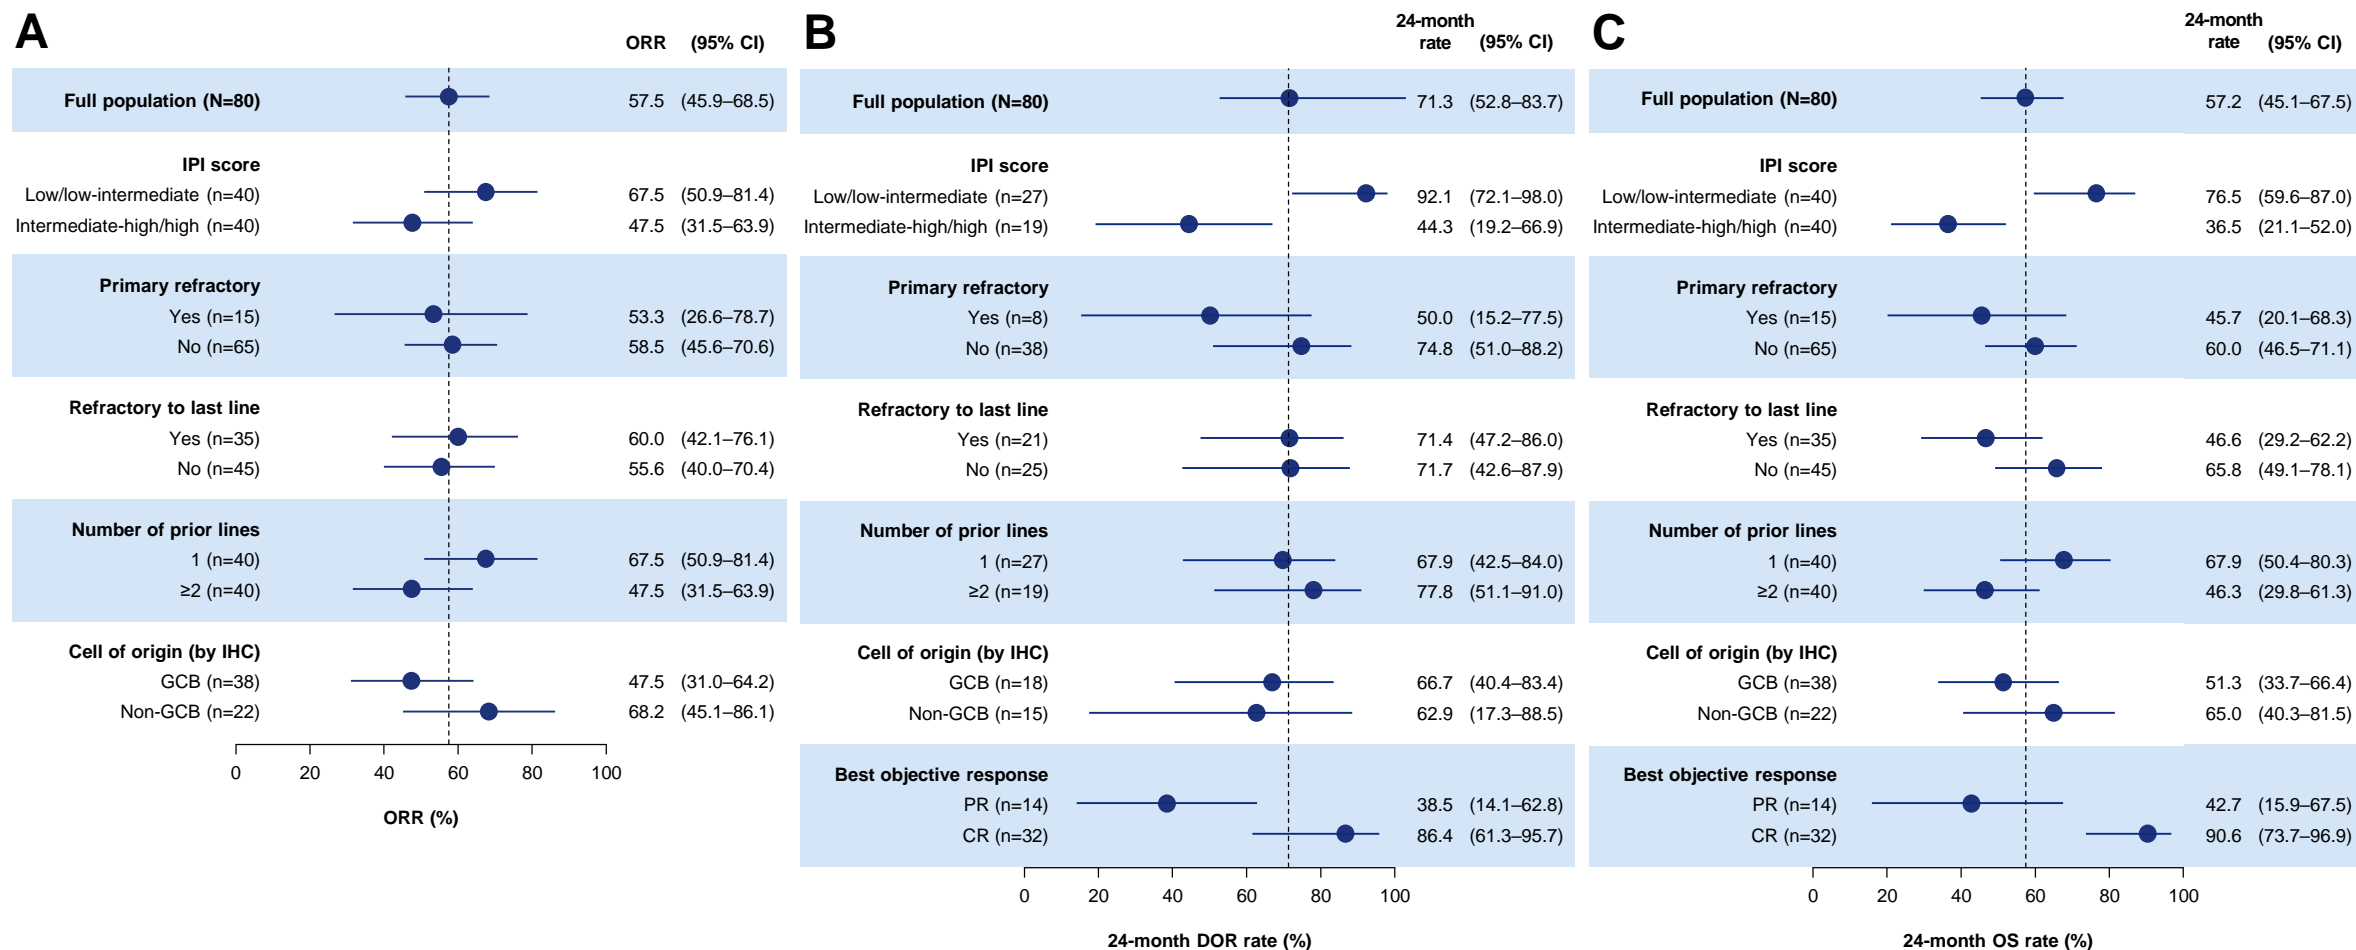 A
ORR (95% CI)
Full population (N=80) 57.5 (45.9–68.5)
IPI score
Low/low-intermediate (n=40) 67.5 (50.9–81.4)
Intermediate-high/high (n=40) 47.5 (31.5–63.9)
Primary refractory
Yes (n=15) 53.3 (26.6–78.7)
No (n=65) 58.5 (45.6–70.6)
Refractory to last line
Yes (n=35) 60.0 (42.1–76.1)
No (n=45) 55.6 (40.0–70.4)
Number of prior lines
1 (n=40) 67.5 (50.9–81.4)
≥2 (n=40) 47.5 (31.5–63.9)
Cell of origin (by IHC)
GCB (n=38) 47.5 (31.0–64.2)
Non-GCB (n=22) 68.2 (45.1–86.1)
0 20 40 60 80 100
ORR (%)
B
24-month
rate (95% CI)
Full population (N=80) 71.3 (52.8–83.7)
IPI score
Low/low-intermediate (n=27) 92.1 (72.1–98.0)
Intermediate-high/high (n=19) 44.3 (19.2–66.9)
Primary refractory
Yes (n=8) 50.0 (15.2–77.5)
No (n=38) 74.8 (51.0–88.2)
Refractory to last line
Yes (n=21) 71.4 (47.2–86.0)
No (n=25) 71.7 (42.6–87.9)
Number of prior lines
1 (n=27) 67.9 (42.5–84.0)
≥2 (n=19) 77.8 (51.1–91.0)
Cell of origin (by IHC)
GCB (n=18) 66.7 (40.4–83.4)
Non-GCB (n=15) 62.9 (17.3–88.5)
Best objective response
PR (n=14) 38.5 (14.1–62.8)
CR (n=32) 86.4 (61.3–95.7)
0 20 40 60 80 100
24-month DOR rate (%)
C
24-month
rate (95% CI)
Full population (N=80) 57.2 (45.1–67.5)
IPI score
Low/low-intermediate (n=40) 76.5 (59.6–87.0)
Intermediate-high/high (n=40) 36.5 (21.1–52.0)
Primary refractory
Yes (n=15) 45.7 (20.1–68.3)
No (n=65) 60.0 (46.5–71.1)
Refractory to last line
Yes (n=35) 46.6 (29.2–62.2)
No (n=45) 65.8 (49.1–78.1)
Number of prior lines
1 (n=40) 67.9 (50.4–80.3)
≥2 (n=40) 46.3 (29.8–61.3)
Cell of origin (by IHC)
GCB (n=38) 51.3 (33.7–66.4)
Non-GCB (n=22) 65.0 (40.3–81.5)
Best objective response
PR (n=14) 42.7 (15.9–67.5)
CR (n=32) 90.6 (73.7–96.9)
0 20 40 60 80 100
24-month OS rate (%)